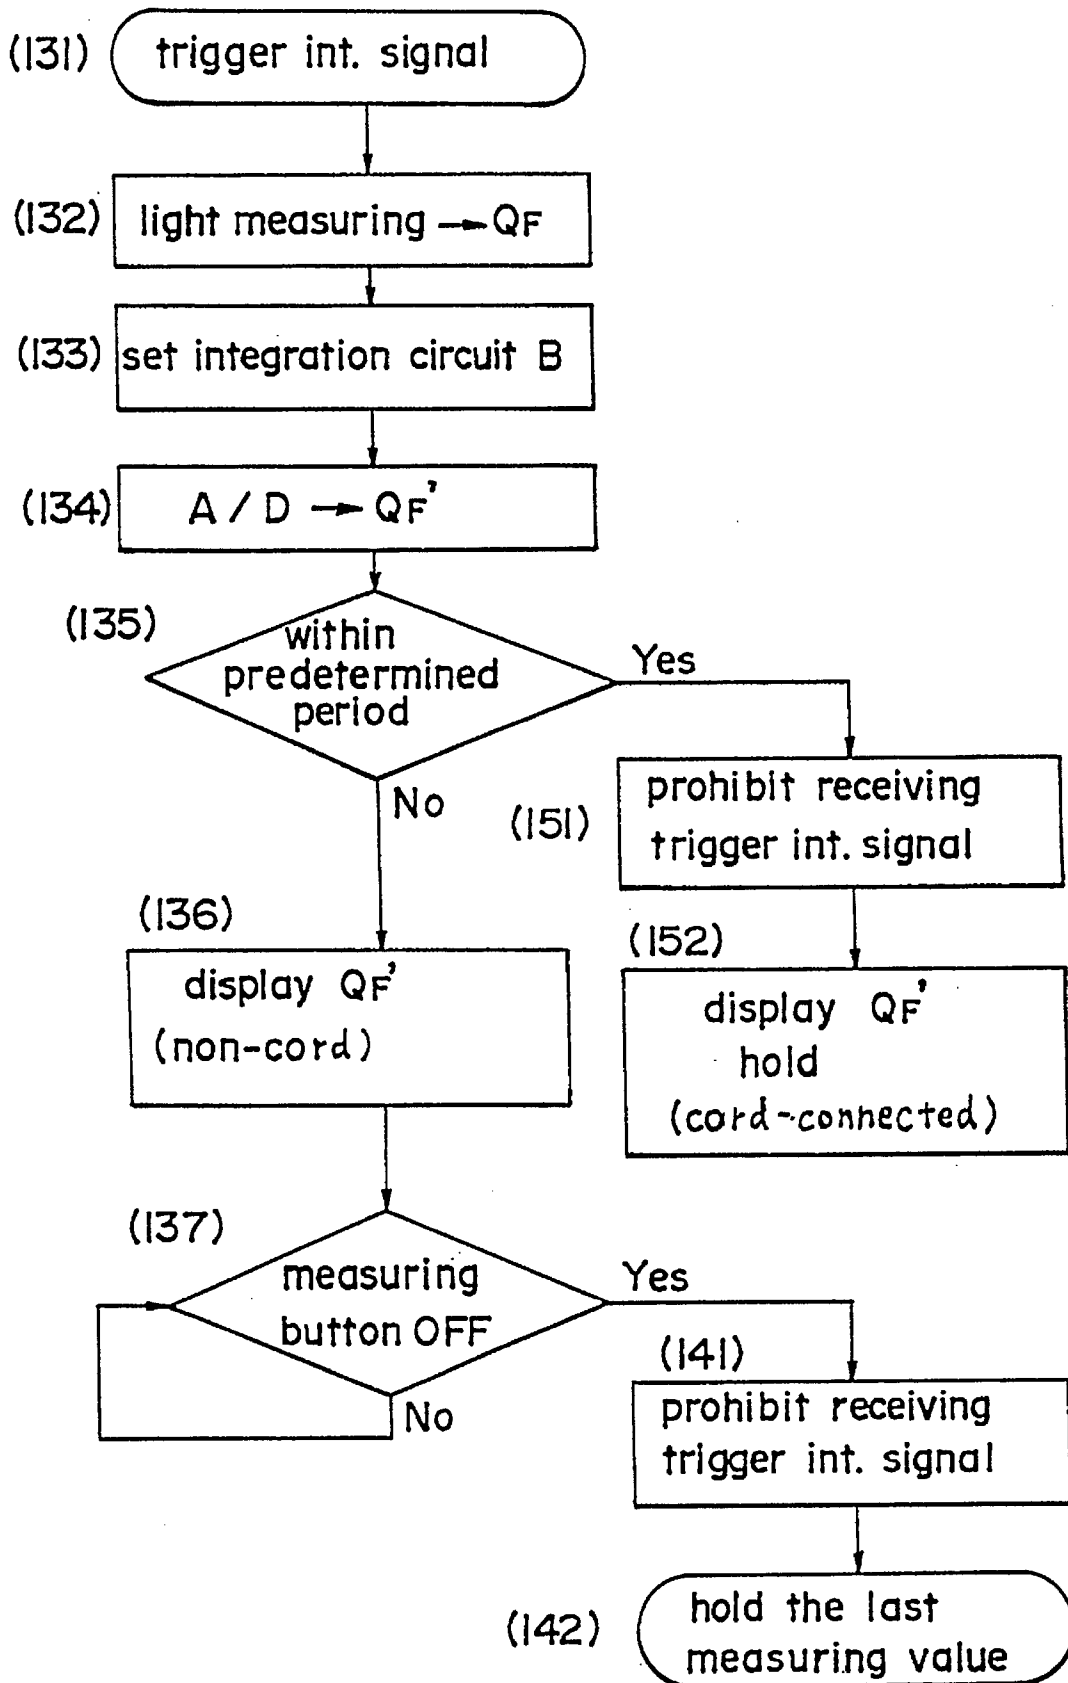 (131) trigger int. signal
(132) light measuring → QF
(133) set integration circuit B
(134) A / D → QF'
(135)
within
predetermined
period
Yes
No
(151)
prohibit receiving
trigger int. signal
(136)
display QF'
(non-cord)
(152)
display QF'
hold
(cord-connected)
(137)
measuring
button OFF
Yes
No
(141)
prohibit receiving
trigger int. signal
(142)
hold the last
measuring value